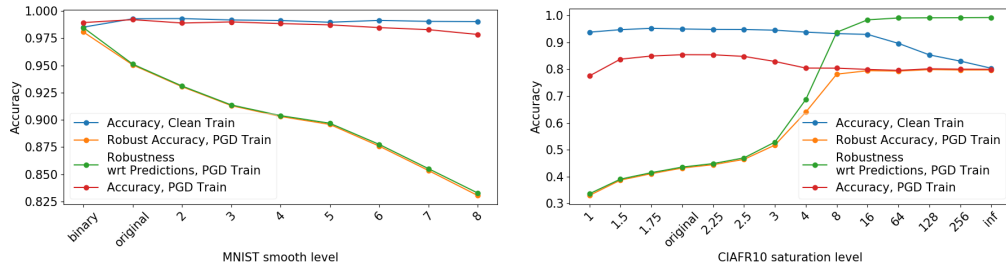 1.000
0.975
0.950
0.925
0.900
0.875
0.850
0.825
Accuracy
Accuracy, Clean Train
Robust Accuracy, PGD Train
Robustness
wrt Predictions, PGD Train
Accuracy, PGD Train
binary
original
2
3
4
5
6
7
8
MNIST smooth level
1.0
0.9
0.8
0.7
0.6
0.5
0.4
0.3
Accuracy
Accuracy, Clean Train
Robust Accuracy, PGD Train
Robustness
wrt Predictions, PGD Train
Accuracy, PGD Train
1
1.5
1.75
original
2.25
2.5
3
4
8
16
64
128
256
inf
CIAFR10 saturation level